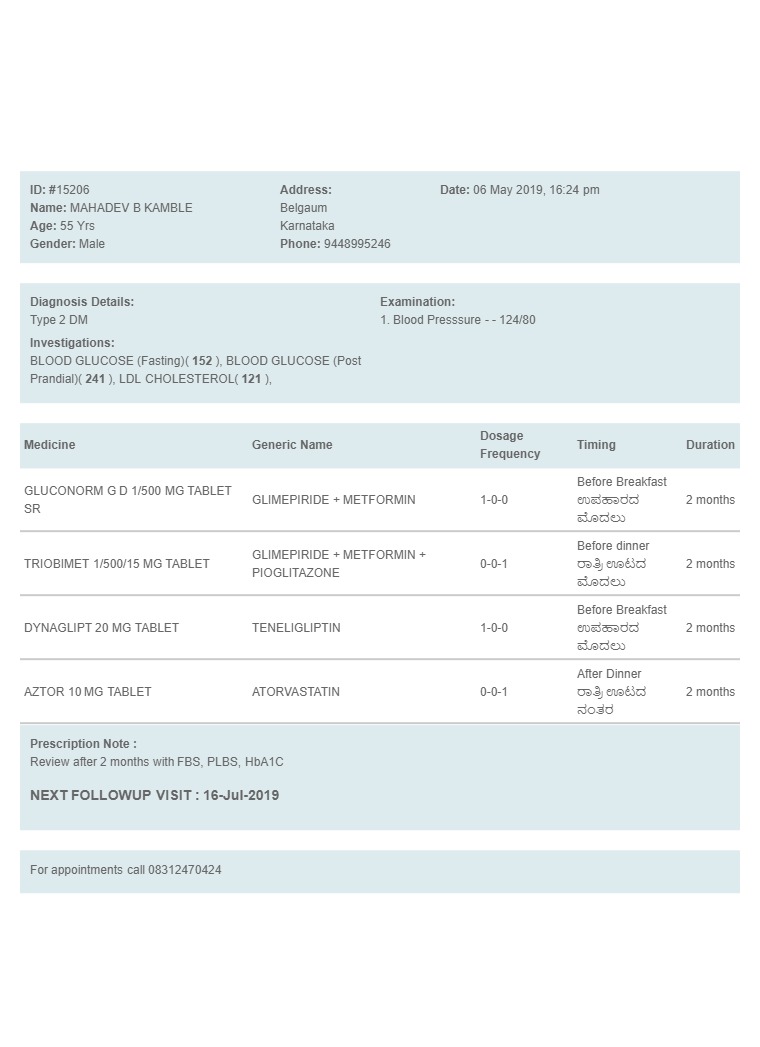 ID: #15206
Name: MAHADEV B KAMBLE
Age: 55 Yrs
Gender: Male
Address:
Belgaum
Karnataka
Phone: 9448995246
Date: 06 May 2019, 16:24 pm
Diagnosis Details:
Type 2 DM
Investigations:
BLOOD GLUCOSE (Fasting)( 152 ), BLOOD GLUCOSE (Post
Prandial)( 241 ), LDL CHOLESTEROL( 121 ),
Examination:
1. Blood Presssure - - 124/80
Medicine Generic Name Dosage Frequency Timing Duration
GLUCONORM G D 1/500 MG TABLET
SR
GLIMEPIRIDE + METFORMIN
1-0-0
Before Breakfast
ಉಪಹಾರದ
ಮೊದಲು
2 months
TRIOBIMET 1/500/15 MG TABLET
GLIMEPIRIDE + METFORMIN +
PIOGLITAZONE
0-0-1
Before dinner
ರಾತ್ರಿ ಊಟದ
ಮೊದಲು
2 months
DYNAGLIPT 20 MG TABLET
TENELIGLIPTIN
1-0-0
Before Breakfast
ಉಪಹಾರದ
ಮೊದಲು
2 months
AZTOR 10 MG TABLET
ATORVASTATIN
0-0-1
After Dinner
ರಾತ್ರಿ ಊಟದ
ನಂತರ
2 months
Prescription Note :
Review after 2 months with FBS, PLBS, HbA1C
NEXT FOLLOWUP VISIT : 16-Jul-2019
For appointments call 08312470424